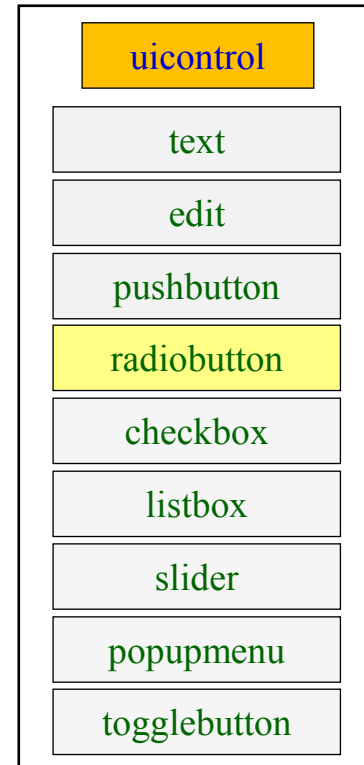 uicontrol
text
edit
pushbutton
radiobutton
checkbox
listbox
slider
popupmenu
togglebutton